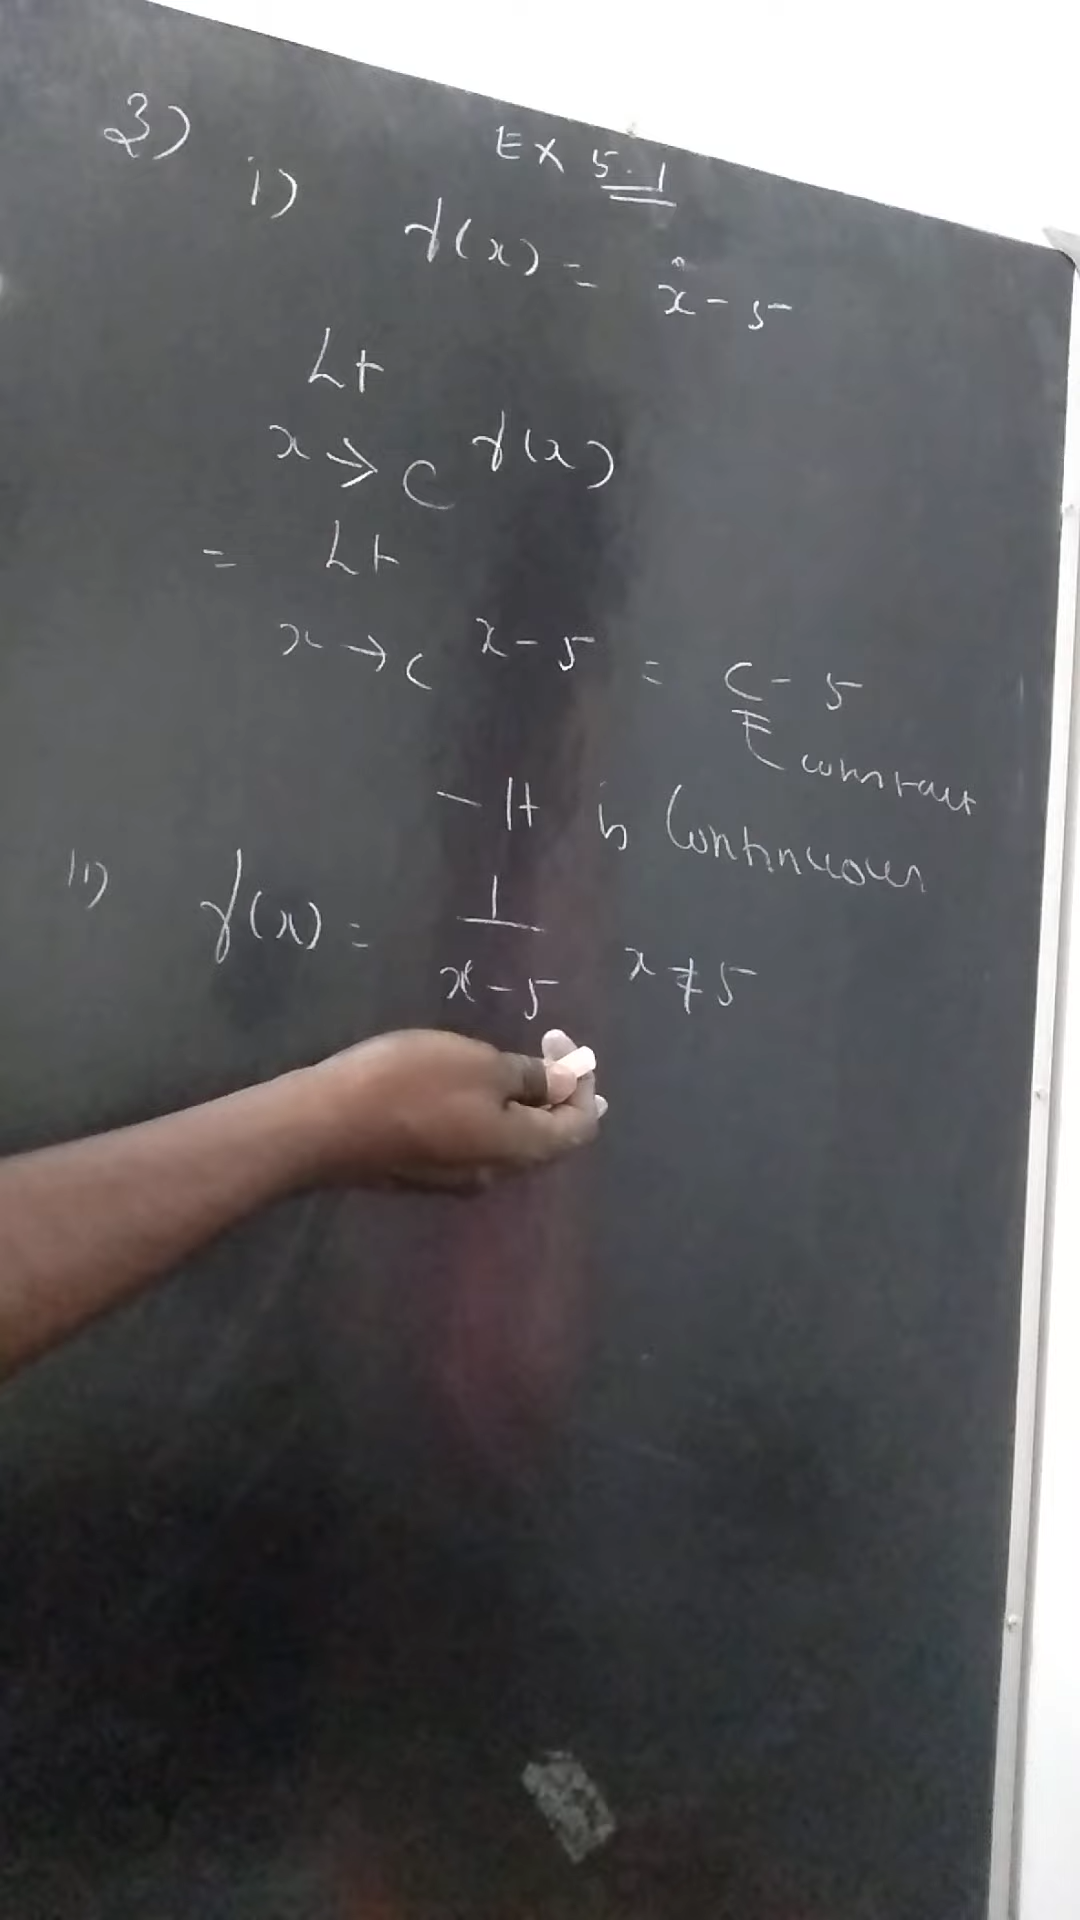 EX 5.1
3) i) f(x) = x - 5
Lt
x → c f(x)
= Lt
x → c x - 5 = c - 5
constant
- It is Continuous
ii) f(x) = 1
x - 5 x ≠ 5